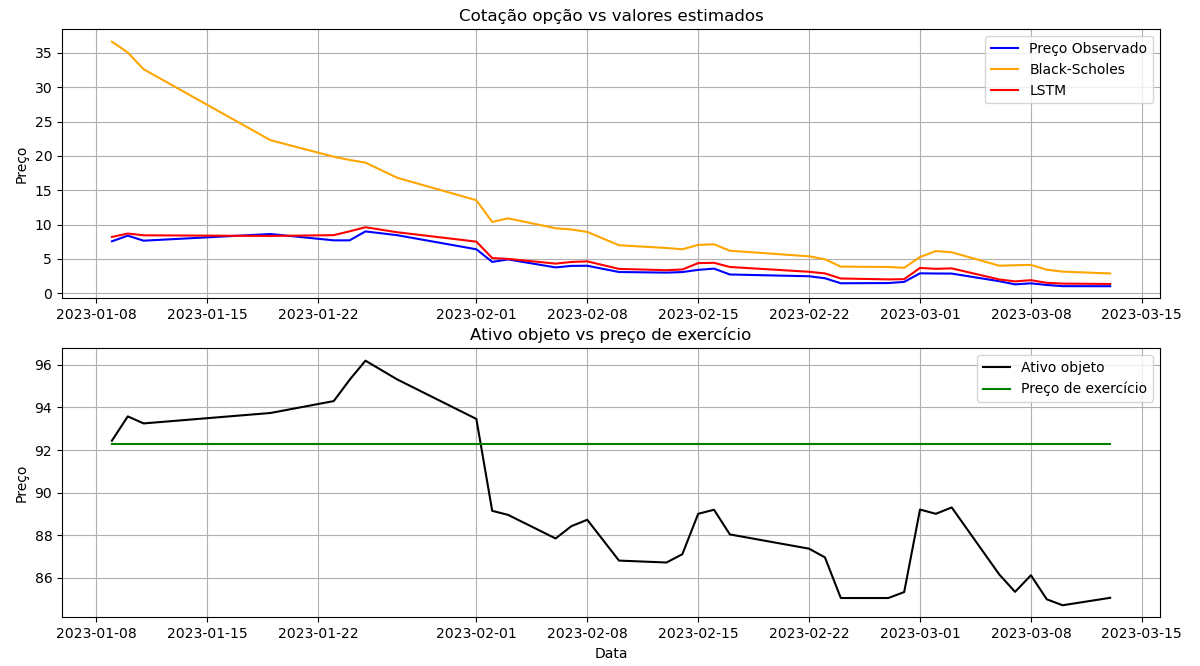 Cotação opção vs valores estimados
Preço
35
30
25
20
15
10
5
0
Preço Observado
Black-Scholes
LSTM
2023-01-08 2023-01-15 2023-01-22 2023-02-01 2023-02-08 2023-02-15 2023-02-22 2023-03-01 2023-03-08 2023-03-15
Ativo objeto vs preço de exercício
Preço
96
94
92
90
88
86
Ativo objeto
Preço de exercício
2023-01-08 2023-01-15 2023-01-22 2023-02-01 2023-02-08 2023-02-15 2023-02-22 2023-03-01 2023-03-08 2023-03-15
Data